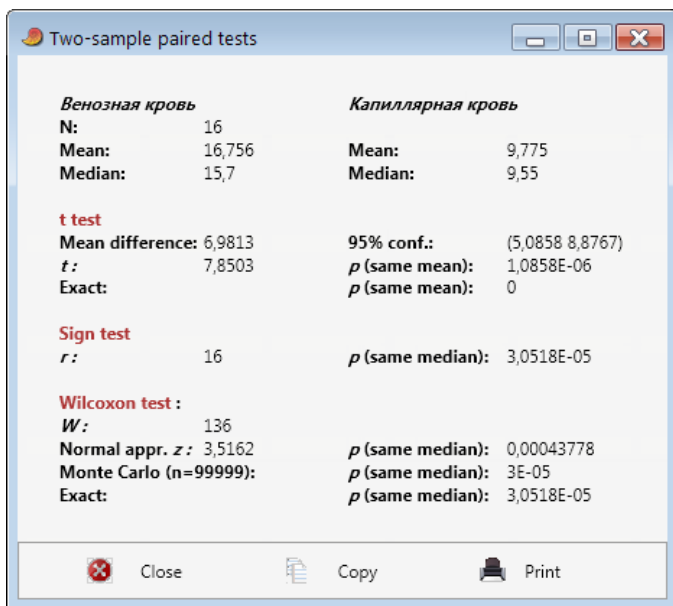 Two-sample paired tests
Венозная кровь Капиллярная кровь
N: 16
Mean: 16,756 Mean: 9,775
Median: 15,7 Median: 9,55
t test
Mean difference: 6,9813 95% conf.: (5,0858 8,8767)
t : 7,8503 p (same mean): 1,0858E-06
Exact: p (same mean): 0
Sign test
r : 16 p (same median): 3,0518E-05
Wilcoxon test :
W : 136
Normal appr. z : 3,5162 p (same median): 0,00043778
Monte Carlo (n=99999): p (same median): 3E-05
Exact: p (same median): 3,0518E-05
Close Copy Print